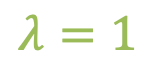 λ = 1